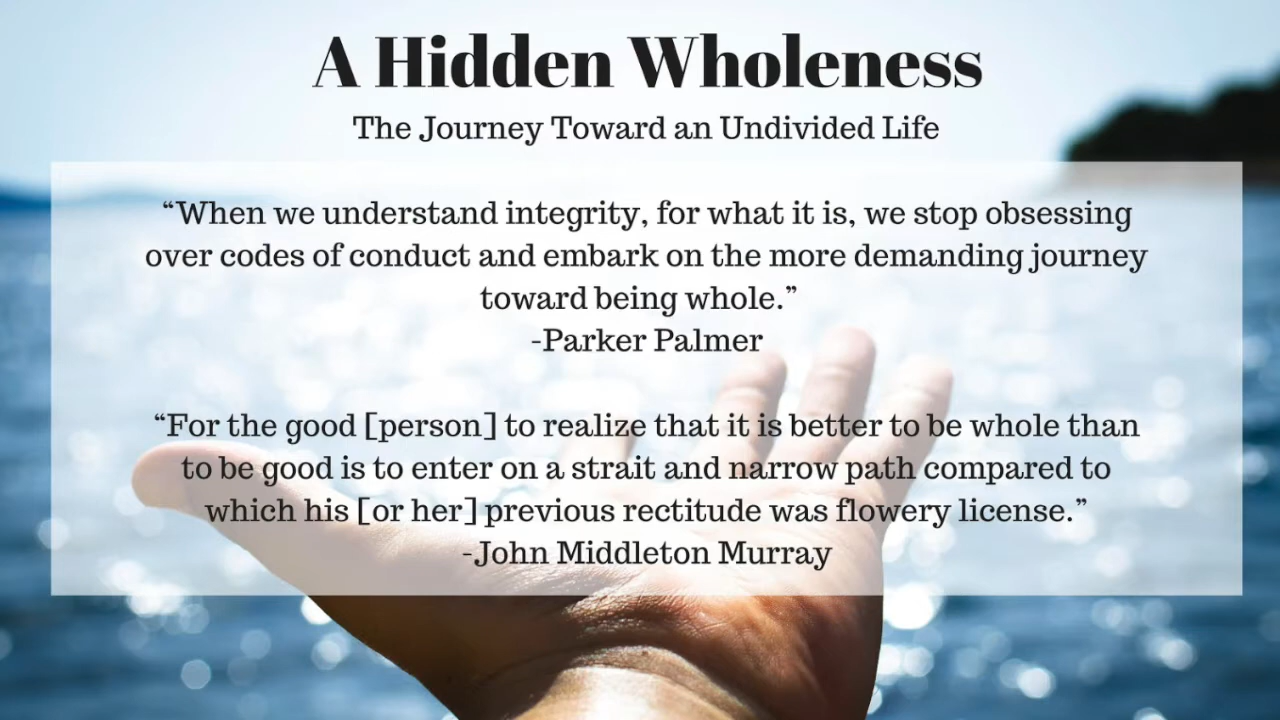 A Hidden Wholeness
The Journey Toward an Undivided Life
“When we understand integrity, for what it is, we stop obsessing
over codes of conduct and embark on the more demanding journey
toward being whole.”
-Parker Palmer
“For the good [person] to realize that it is better to be whole than
to be good is to enter on a strait and narrow path compared to
which his [or her] previous rectitude was flowery license.”
-John Middleton Murray